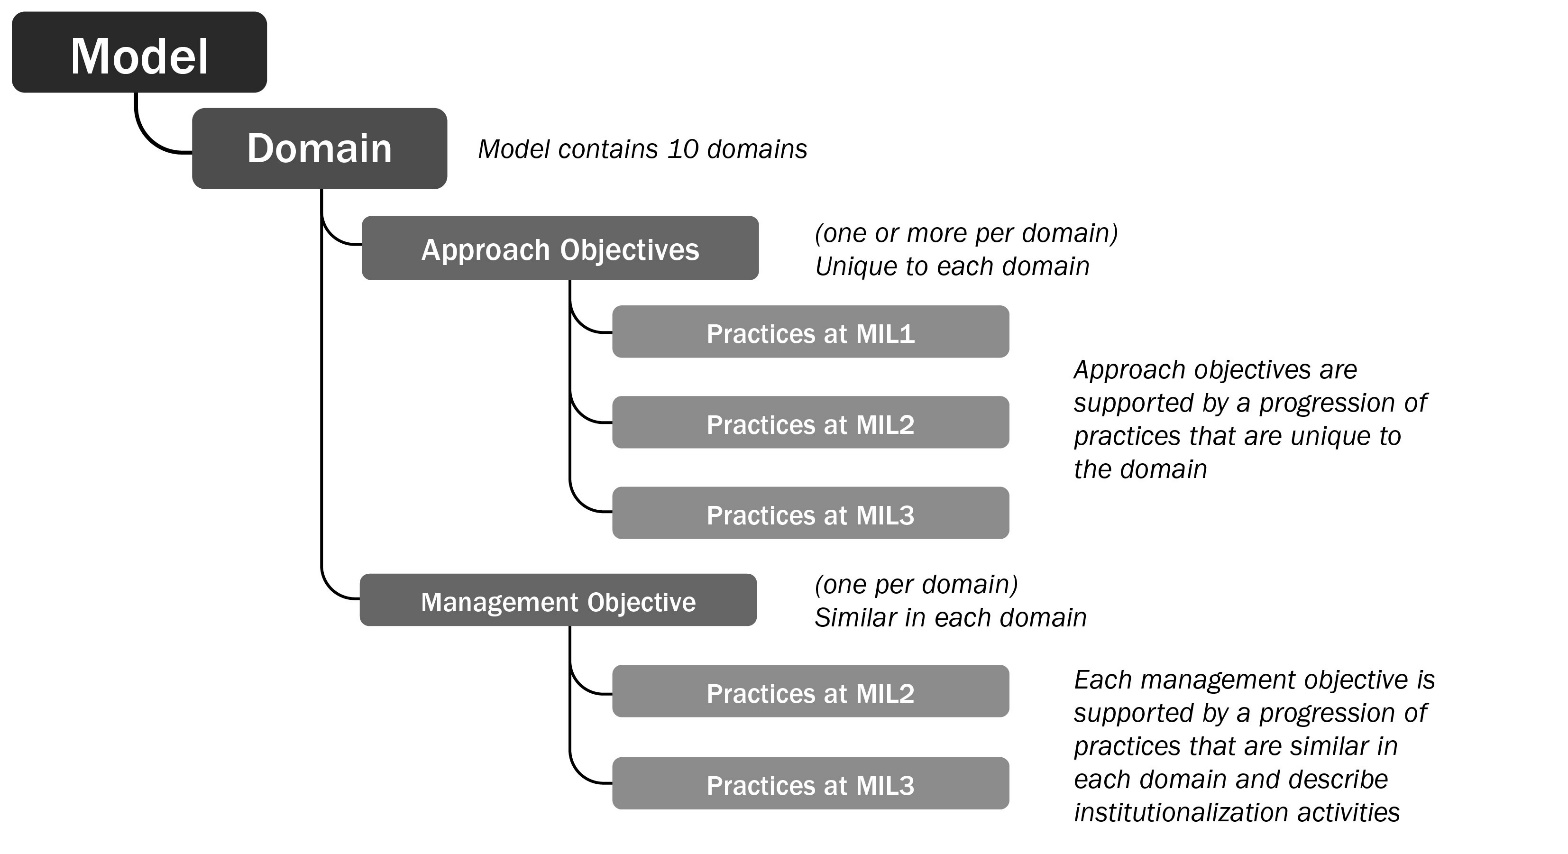 Model
Domain
Model contains 10 domains
Approach Objectives
(one or more per domain)
Unique to each domain
Practices at MIL1
Practices at MIL2
Practices at MIL3
Approach objectives are
supported by a progression of
practices that are unique to
the domain
Management Objective
(one per domain)
Similar in each domain
Practices at MIL2
Practices at MIL3
Each management objective is
supported by a progression of
practices that are similar in
each domain and describe
institutionalization activities